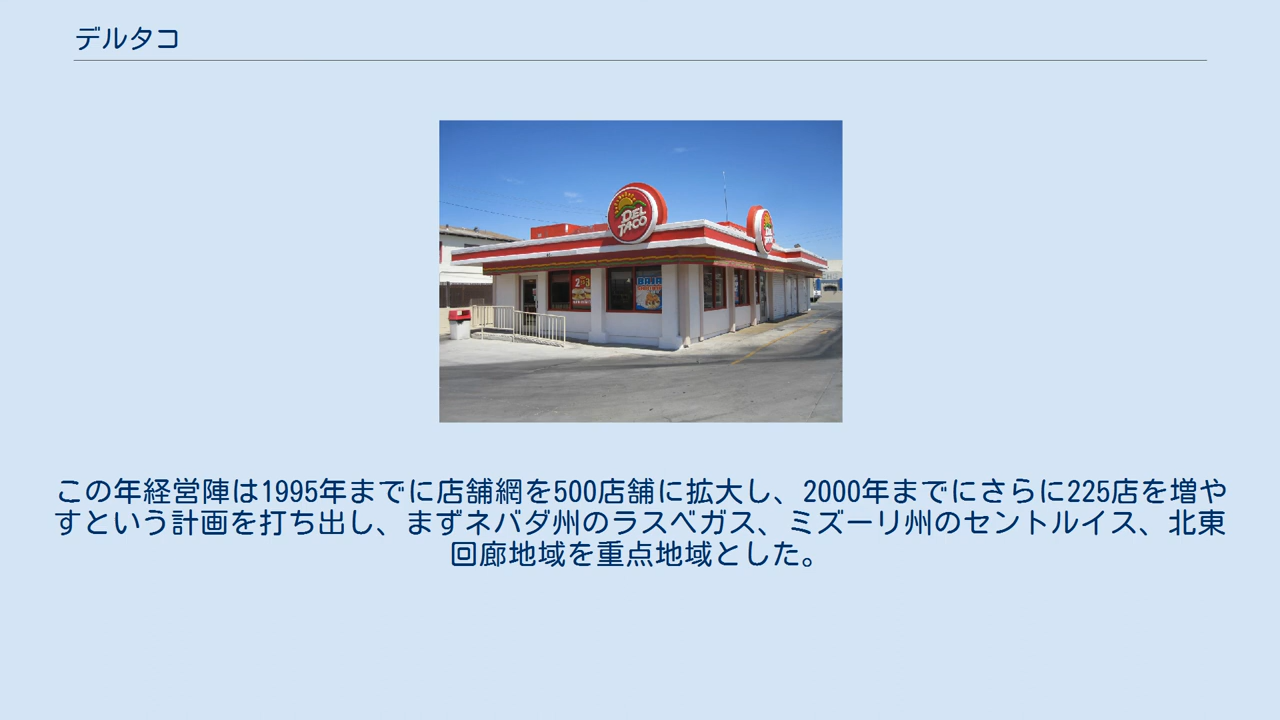 デルタコ
DEL
TACO
DEL
TACO
この年経営陣は1995年までに店舗網を500店舗に拡大し、2000年までにさらに225店を増や
すという計画を打ち出し、まずネバダ州のラスベガス、ミズーリ州のセントルイス、北東
回廊地域を重点地域とした。